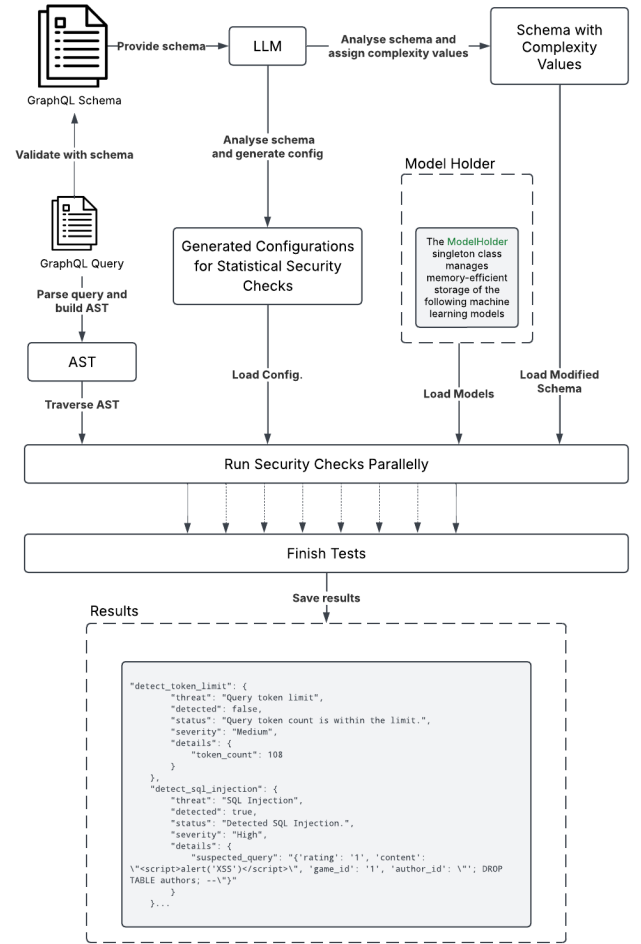 GraphQL Schema
Provide schema
LLM
Analyse schema and
assign complexity values
Schema with
Complexity
Values
Validate with schema
GraphQL Query
Analyse schema
and generate config
Model Holder
Generated Configurations
for Statistical Security
Checks
The ModelHolder
singleton class
manages
memory-efficient
storage of the
following machine
learning models
Parse query and
build AST
AST
Traverse AST
Load Config.
Load Models
Load Modified
Schema
Run Security Checks Parallelly
Finish Tests
Save results
Results
"detect_token_limit": {
"threat": "Query token limit",
"detected": false,
"status": "Query token count is within the limit.",
"severity": "Medium",
"details": {
"token_count": 108
}
},
"detect_sql_injection": {
"threat": "SQL Injection",
"detected": true,
"status": "Detected SQL Injection.",
"severity": "High",
"details": {
"suspected_query": "{'rating': '1', 'content':
\"<script>alert('XSS')</script>\", 'game_id': '1', 'author_id': \"'; DROP
TABLE authors; --\"}"
}
}...